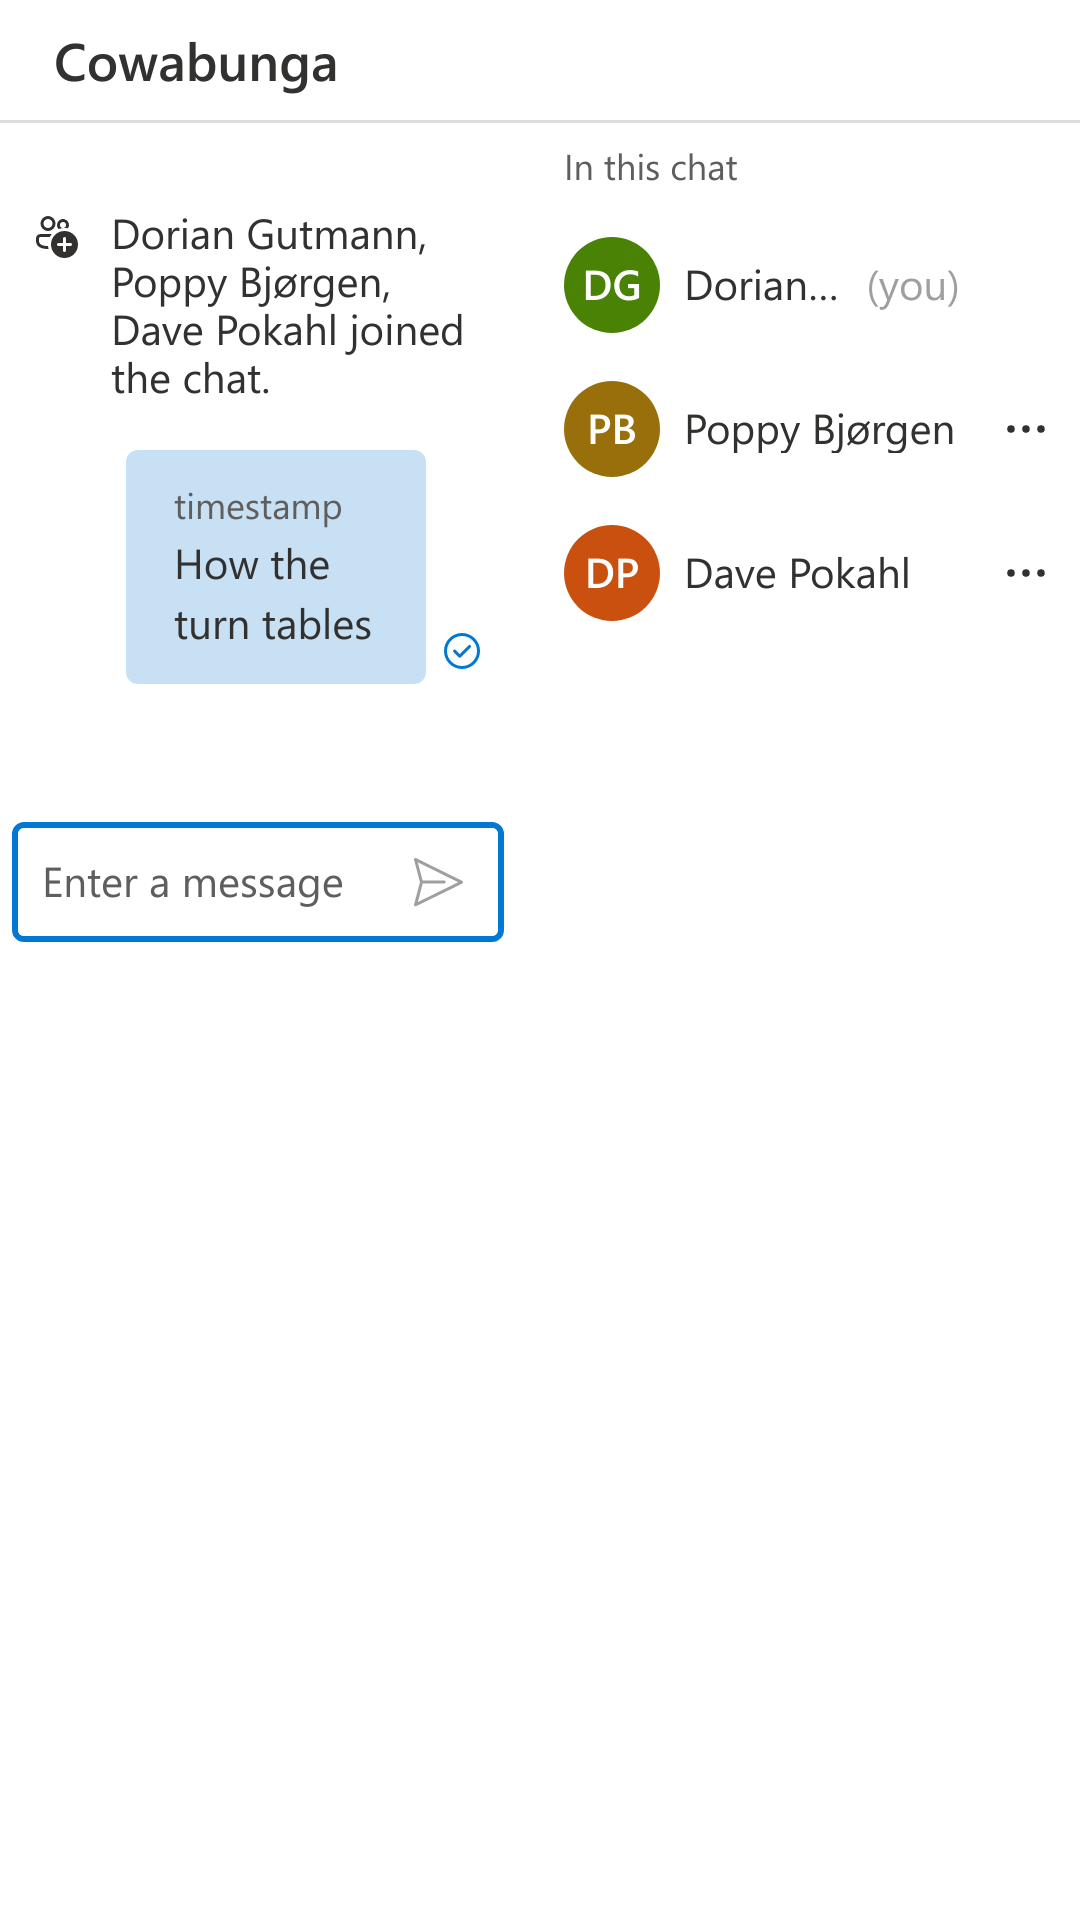 Cowabunga
Dorian Gutmann,
Poppy Bjørgen,
Dave Pokahl joined
the chat.
timestamp
How the
turn tables
Enter a message
In this chat
DG Dorian... (you)
PB Poppy Bjørgen
DP Dave Pokahl